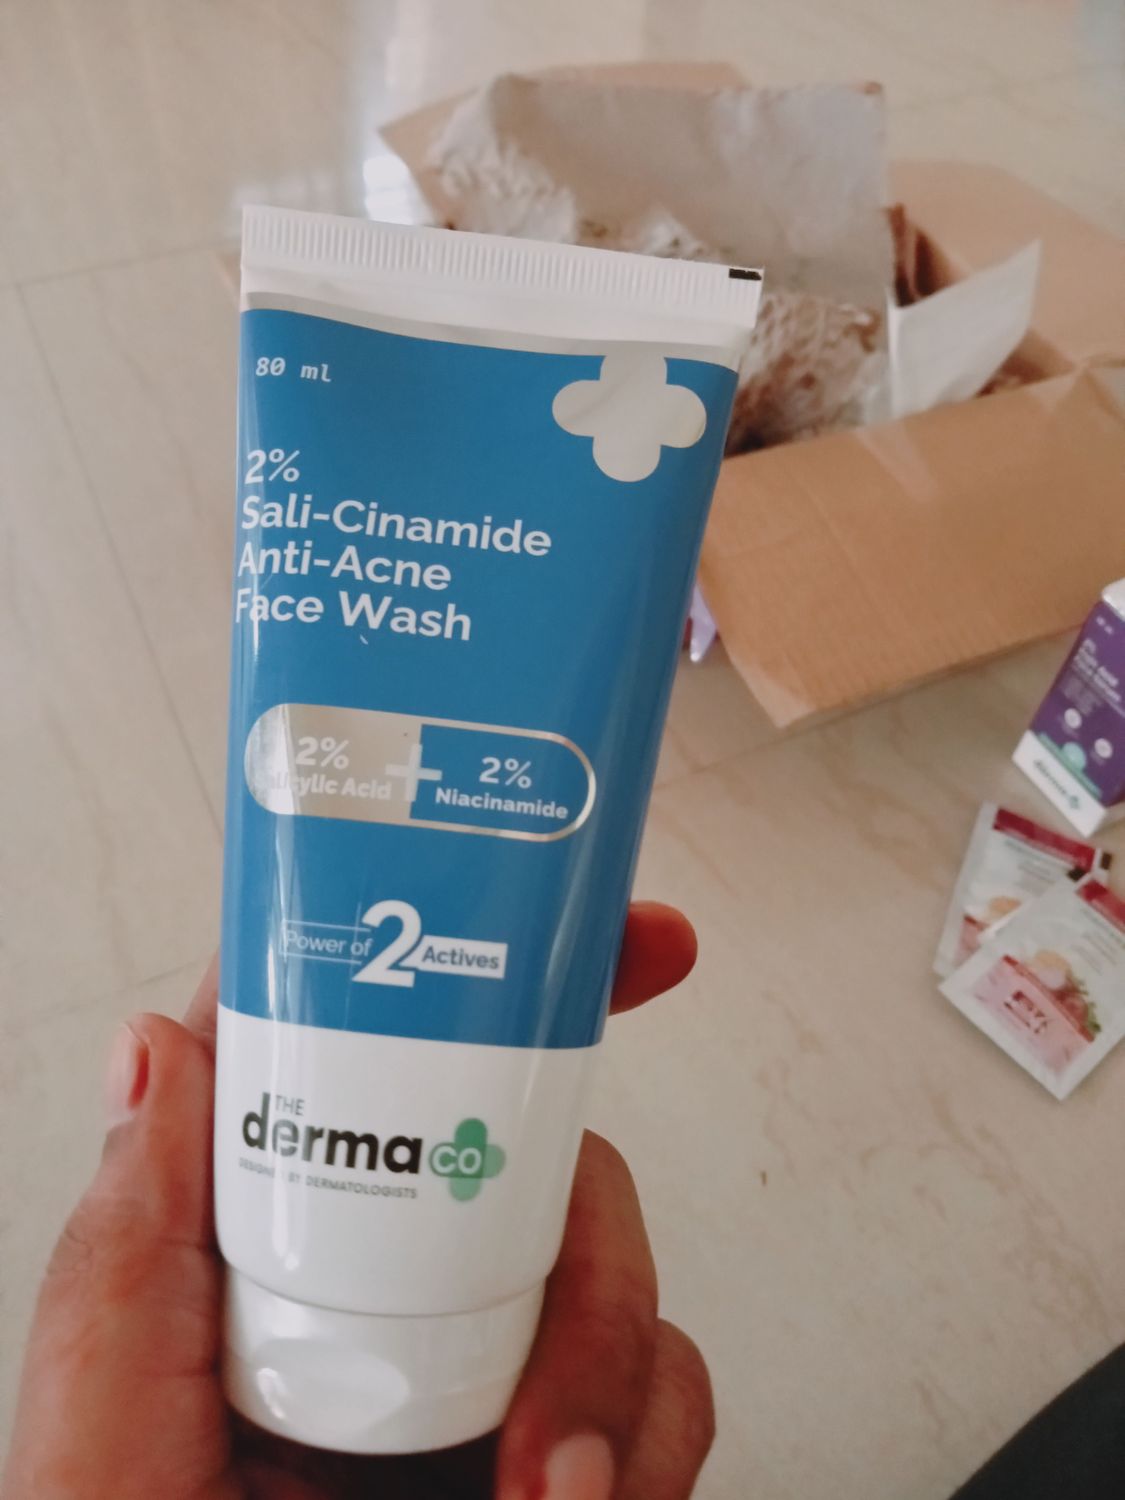 80 ml
2%
Sali-Cinamide
Anti-Acne
Face Wash
2%
Salicylic Acid
+
2%
Niacinamide
Power of 2 Actives
THE
derma co
DESIGNED BY DERMATOLOGISTS
derma